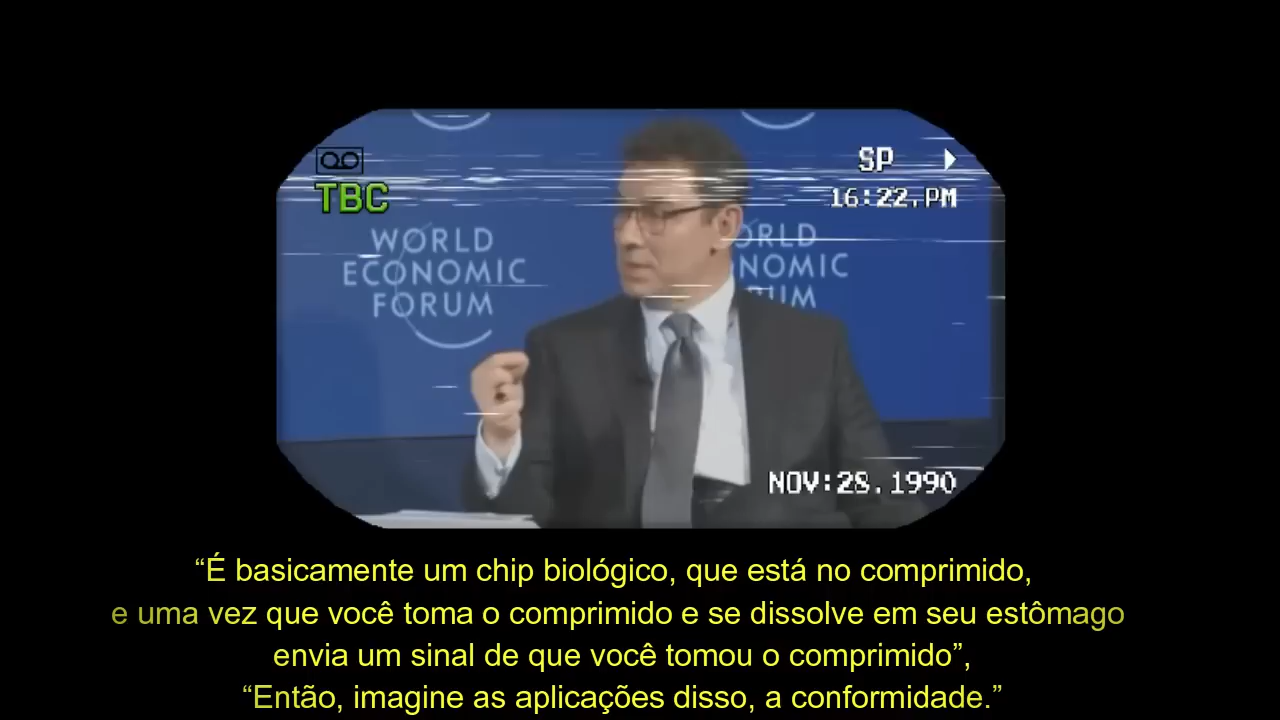 SP
TBC
16:22.PM
WORLD
ECONOMIC
FORUM
ORLD
NOMIC
UM
NOV:28.1990
“É basicamente um chip biológico, que está no comprimido,
e uma vez que você toma o comprimido e se dissolve em seu estômago
envia um sinal de que você tomou o comprimido”,
“Então, imagine as aplicações disso, a conformidade.”